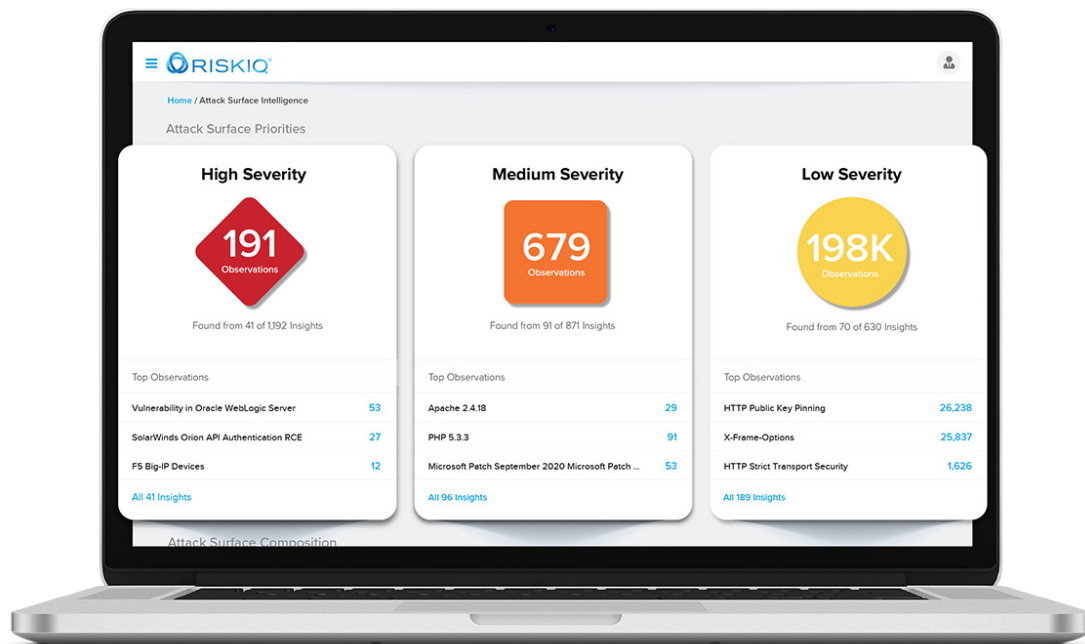 RISKIQ
Home / Attack Surface Intelligence
Attack Surface Priorities
High Severity
191
Observations
Found from 41 of 1,192 Insights
Top Observations
Vulnerability in Oracle WebLogic Server 53
SolarWinds Orion API Authentication RCE 27
F5 Big-IP Devices 12
All 41 Insights
Medium Severity
679
Observations
Found from 91 of 871 Insights
Top Observations
Apache 2.4.18 29
PHP 5.3.3 91
Microsoft Patch September 2020 Microsoft Patch ... 53
All 96 Insights
Low Severity
198K
Observations
Found from 70 of 630 Insights
Top Observations
HTTP Public Key Pinning 26,238
X-Frame-Options 25,837
HTTP Strict Transport Security 1,626
All 189 Insights
Attack Surface Composition